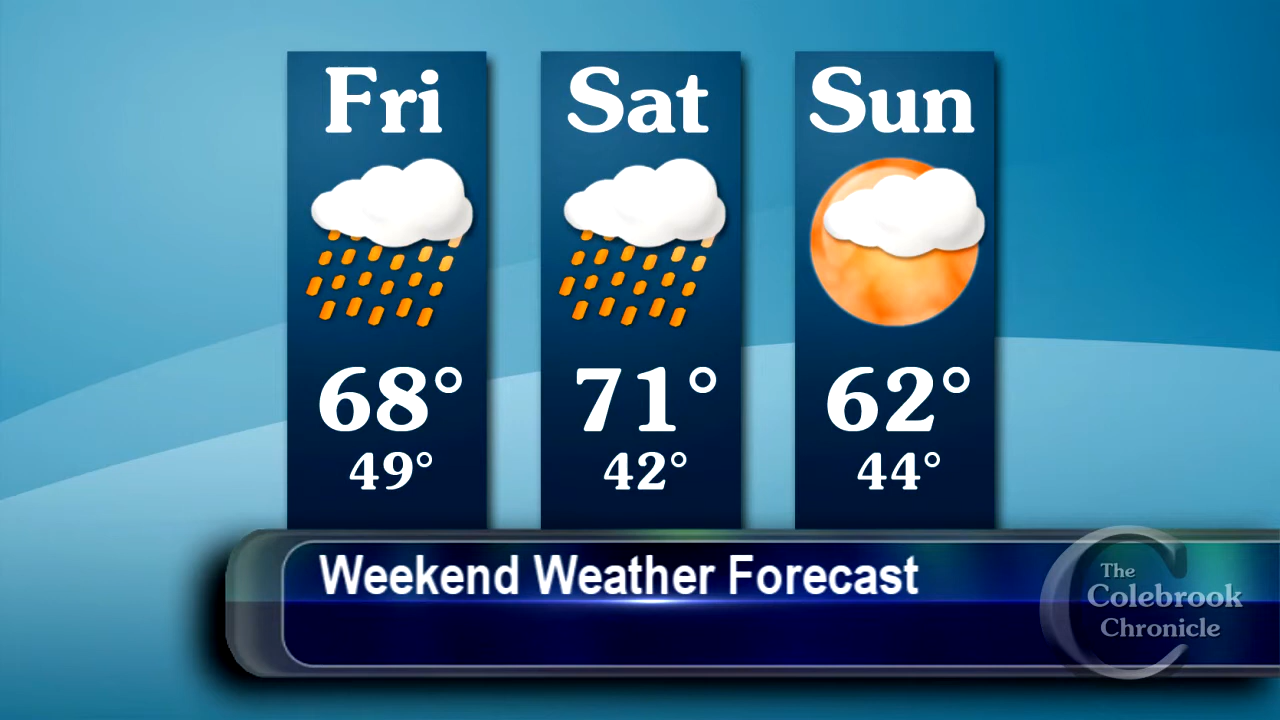 Fri
68°
49°
Sat
71°
42°
Sun
62°
44°
Weekend Weather Forecast
The
Colebrook
Chronicle